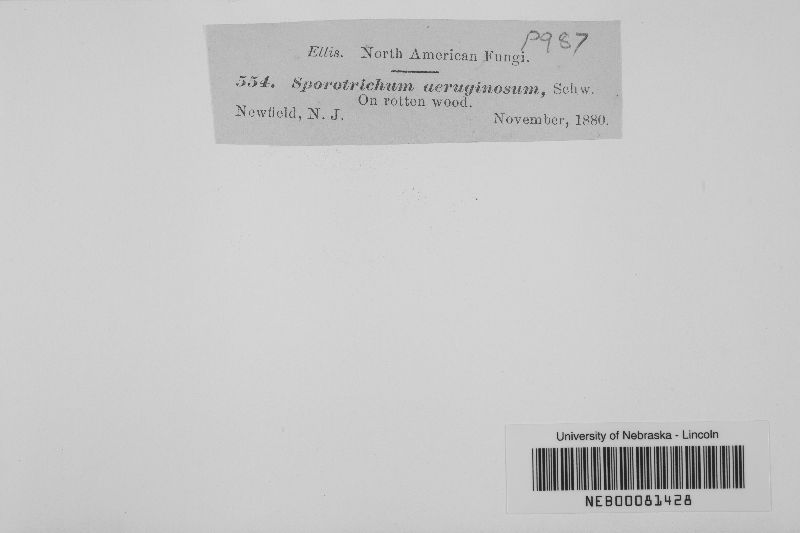 P987
Ellis. North American Fungi.
554. Sporotrichum aeruginosum, Schw.
On rotten wood.
Newfield, N. J. November, 1880.
University of Nebraska - Lincoln
NEB00081428